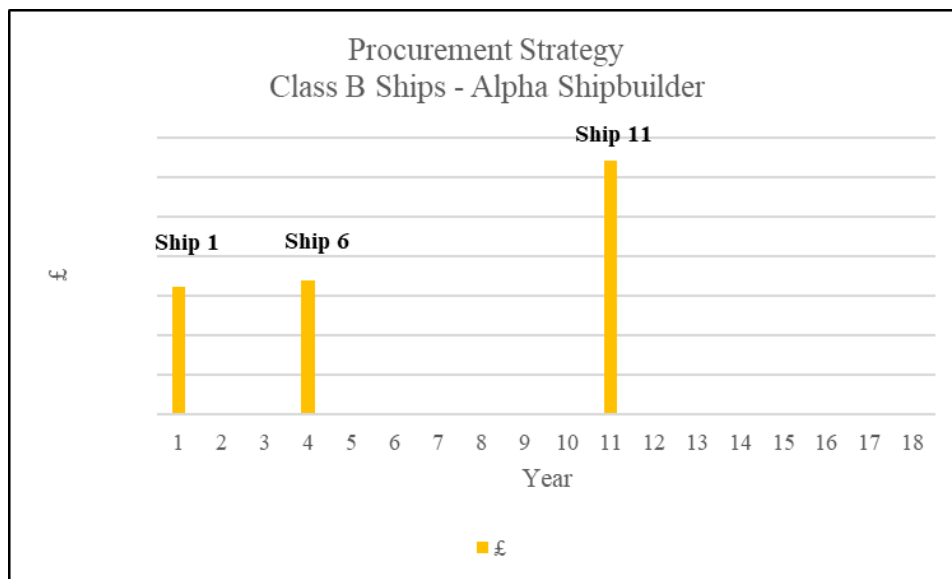 Procurement Strategy
Class B Ships - Alpha Shipbuilder
Ship 11
Ship 1
Ship 6
£
1 2 3 4 5 6 7 8 9 10 11 12 13 14 15 16 17 18
Year
£